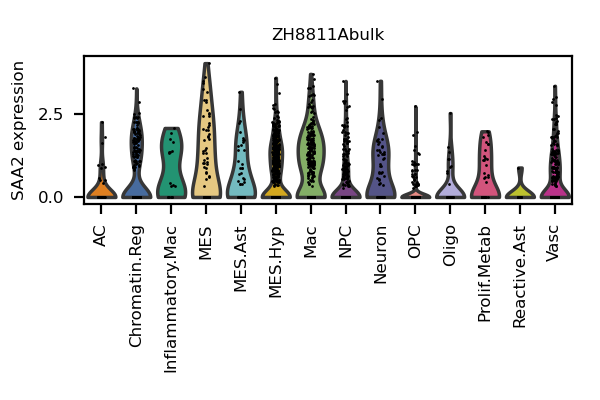 ZH8811Abulk
SAA2 expression
2.5
0.0
AC
Chromatin.Reg
Inflammatory.Mac
MES
MES.Ast
MES.Hyp
Mac
NPC
Neuron
OPC
Oligo
Prolif.Metab
Reactive.Ast
Vasc